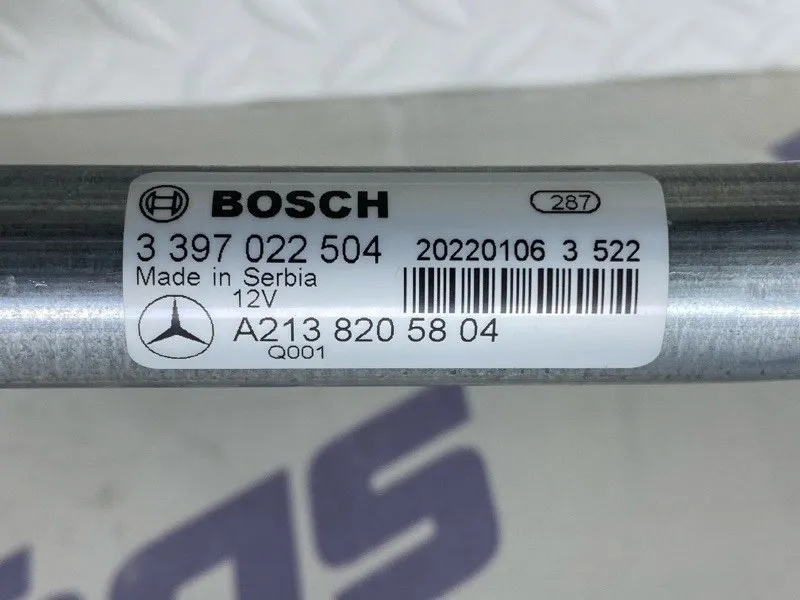 BOSCH
287
3 397 022 504
20220106 3 522
Made in Serbia
12V
A213 820 58 04
Q001